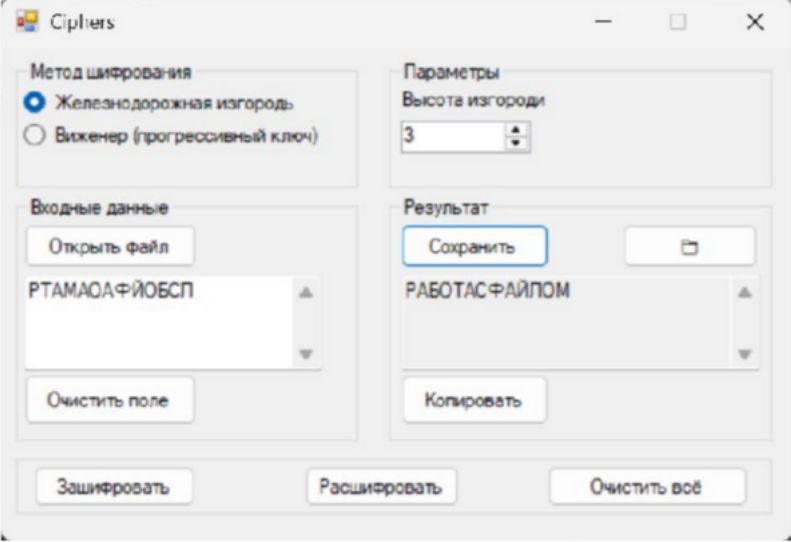 Ciphers
Метод шифрования
Железнодорожная изгородь
Виженер (прогрессивный ключ)
Параметры
Высота изгороди
3
Входные данные
Открыть файл
РТАМАОАФЙОБСЛ
Очистить поле
Результат
Сохранить
РАБОТАСФАЙЛОМ
Копировать
Зашифровать
Расшифровать
Очистить всё